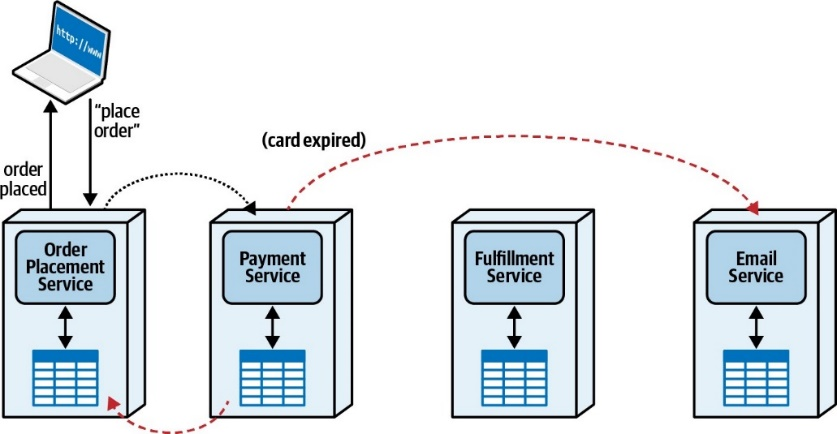 http://www
“place
order”
order
placed
(card expired)
Order
Placement
Service
Payment
Service
Fulfillment
Service
Email
Service